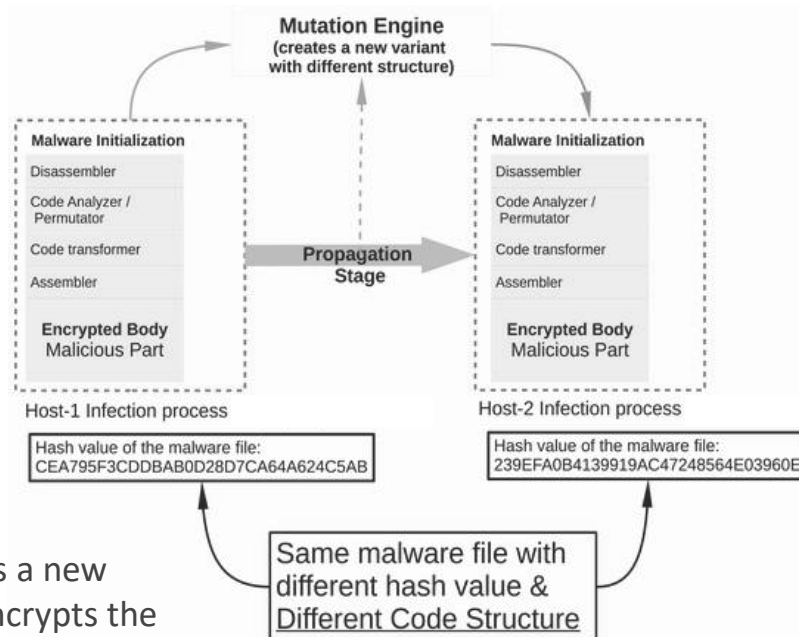 Mutation Engine
(creates a new variant
with different structure)
Malware Initialization
Disassembler
Code Analyzer /
Permutator
Code transformer
Assembler
Encrypted Body
Malicious Part
Propagation
Stage
Malware Initialization
Disassembler
Code Analyzer /
Permutator
Code transformer
Assembler
Encrypted Body
Malicious Part
Host-1 Infection process
Host-2 Infection process
Hash value of the malware file:
CEA795F3CDDBAB0D28D7CA64A624C5AB
Hash value of the malware file:
239EFA0B4139919AC47248564E03960E
Same malware file with
different hash value &
Different Code Structure
s a new
ncrypts the